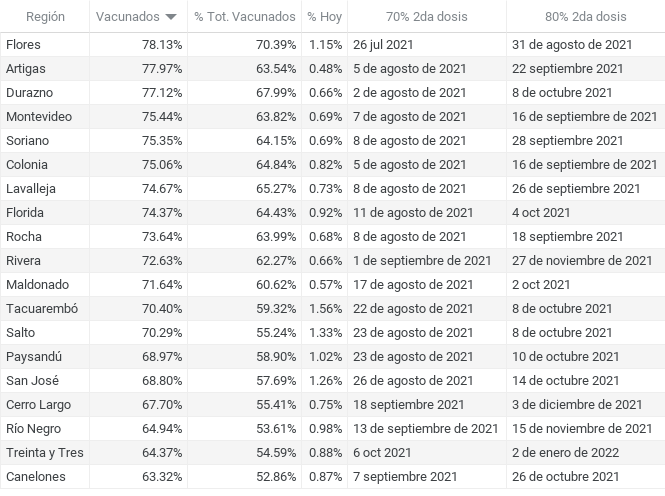 Región Vacunados % Tot. Vacunados % Hoy 70% 2da dosis 80% 2da dosis
Flores 78.13% 70.39% 1.15% 26 jul 2021 31 de agosto de 2021
Artigas 77.97% 63.54% 0.48% 5 de agosto de 2021 22 septiembre 2021
Durazno 77.12% 67.99% 0.66% 2 de agosto de 2021 8 de octubre 2021
Montevideo 75.44% 63.82% 0.69% 7 de agosto de 2021 16 de septiembre de 2021
Soriano 75.35% 64.15% 0.69% 8 de agosto de 2021 28 septiembre 2021
Colonia 75.06% 64.84% 0.82% 5 de agosto de 2021 16 de septiembre de 2021
Lavalleja 74.67% 65.27% 0.73% 8 de agosto de 2021 26 de septiembre 2021
Florida 74.37% 64.43% 0.92% 11 de agosto de 2021 4 oct 2021
Rocha 73.64% 63.99% 0.68% 8 de agosto de 2021 18 septiembre 2021
Rivera 72.63% 62.27% 0.66% 1 de septiembre de 2021 27 de noviembre de 2021
Maldonado 71.64% 60.62% 0.57% 17 de agosto de 2021 2 oct 2021
Tacuarembó 70.40% 59.32% 1.56% 22 de agosto de 2021 8 de octubre 2021
Salto 70.29% 55.24% 1.33% 23 de agosto de 2021 8 de octubre 2021
Paysandú 68.97% 58.90% 1.02% 23 de agosto de 2021 10 de octubre 2021
San José 68.80% 57.69% 1.26% 26 de agosto de 2021 14 de octubre 2021
Cerro Largo 67.70% 55.41% 0.75% 18 septiembre 2021 3 de diciembre de 2021
Río Negro 64.94% 53.61% 0.98% 13 de septiembre de 2021 15 de noviembre de 2021
Treinta y Tres 64.37% 54.59% 0.88% 6 oct 2021 2 de enero de 2022
Canelones 63.32% 52.86% 0.87% 7 septiembre 2021 26 de octubre 2021